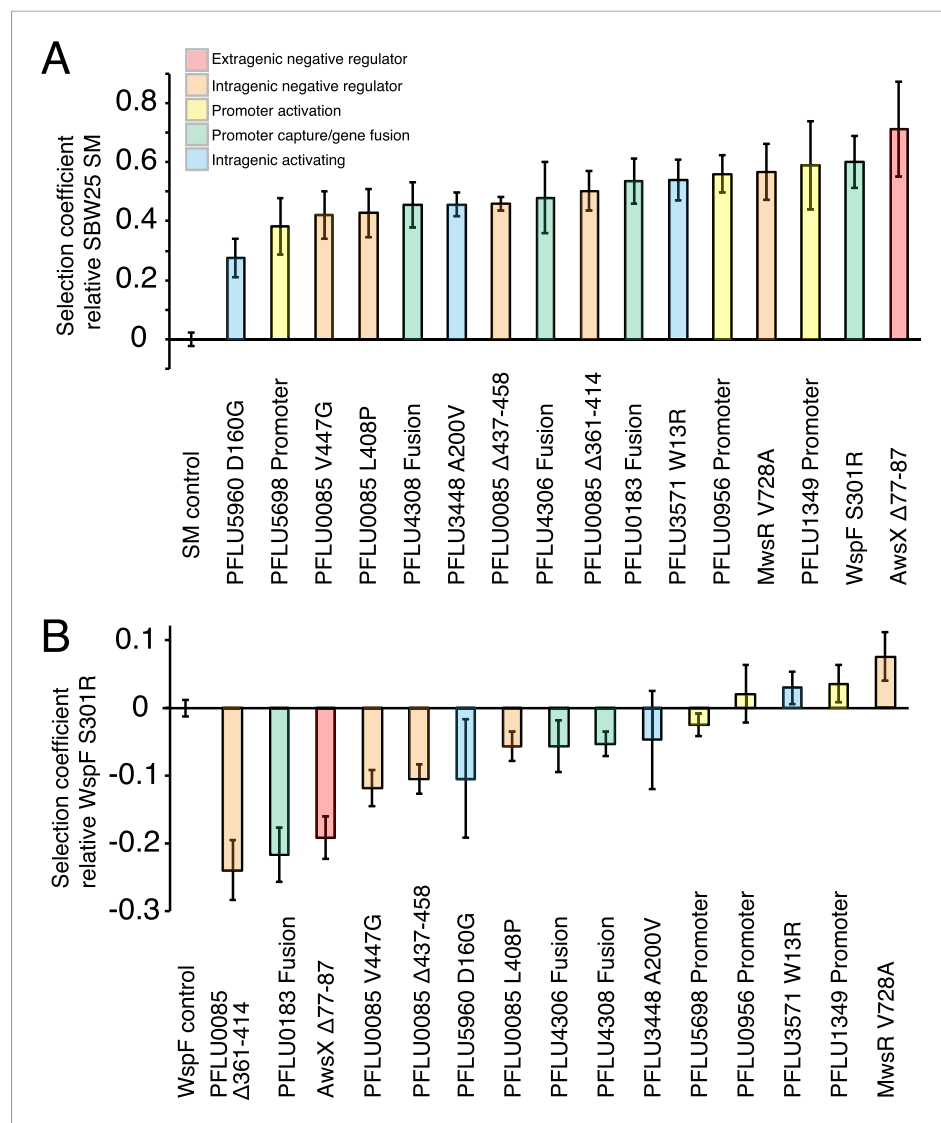 A
Extragenic negative regulator
Intragenic negative regulator
Promoter activation
Promoter capture/gene fusion
Intragenic activating
Selection coefficient
relative SBW25 SM
0.8
0.6
0.4
0.2
0
SM control
PFLU5960 D160G
PFLU5698 Promoter
PFLU0085 V447G
PFLU0085 L408P
PFLU4308 Fusion
PFLU3448 A200V
PFLU0085 Δ437-458
PFLU4306 Fusion
PFLU0085 Δ361-414
PFLU0183 Fusion
PFLU3571 W13R
PFLU0956 Promoter
MwsR V728A
PFLU1349 Promoter
WspF S301R
AwsX Δ77-87
B
Selection coefficient
relative WspF S301R
0.1
0
-0.1
-0.2
-0.3
WspF control
PFLU0085
Δ361-414
PFLU0183 Fusion
AwsX Δ77-87
PFLU0085 V447G
PFLU0085 Δ437-458
PFLU5960 D160G
PFLU0085 L408P
PFLU4306 Fusion
PFLU4308 Fusion
PFLU3448 A200V
PFLU5698 Promoter
PFLU0956 Promoter
PFLU3571 W13R
PFLU1349 Promoter
MwsR V728A